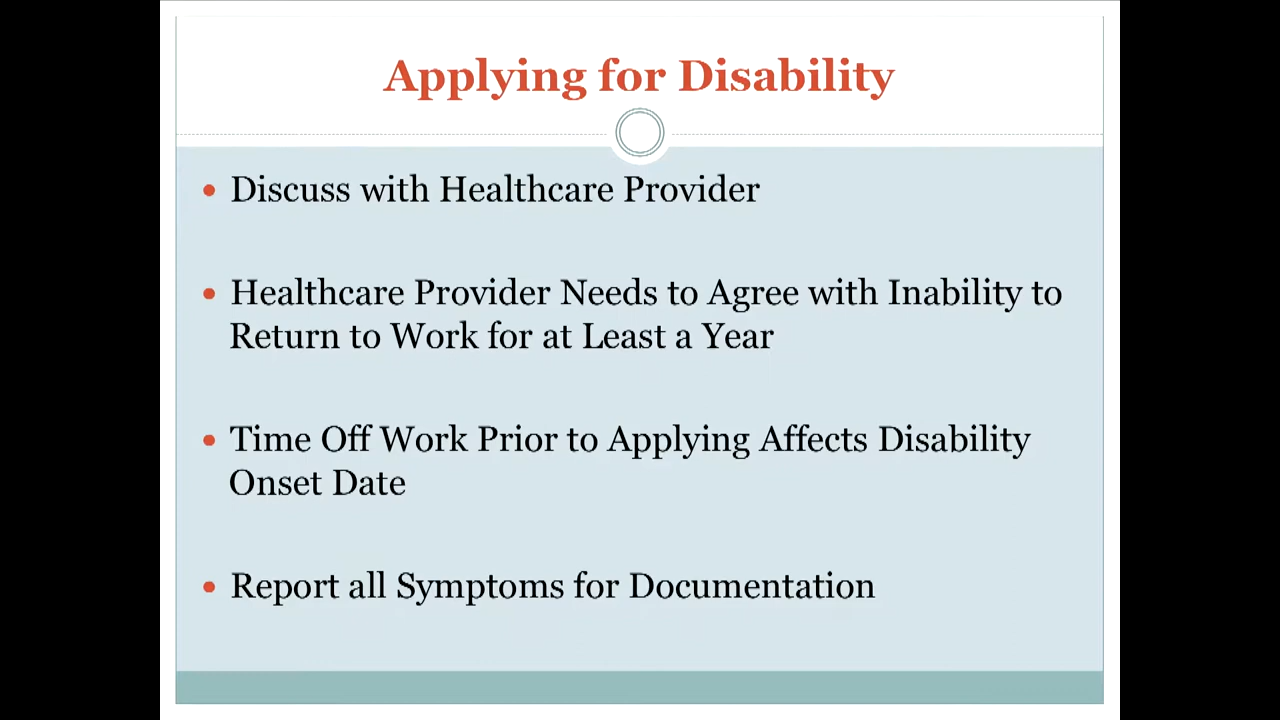 Applying for Disability
• Discuss with Healthcare Provider
• Healthcare Provider Needs to Agree with Inability to
Return to Work for at Least a Year
• Time Off Work Prior to Applying Affects Disability
Onset Date
• Report all Symptoms for Documentation